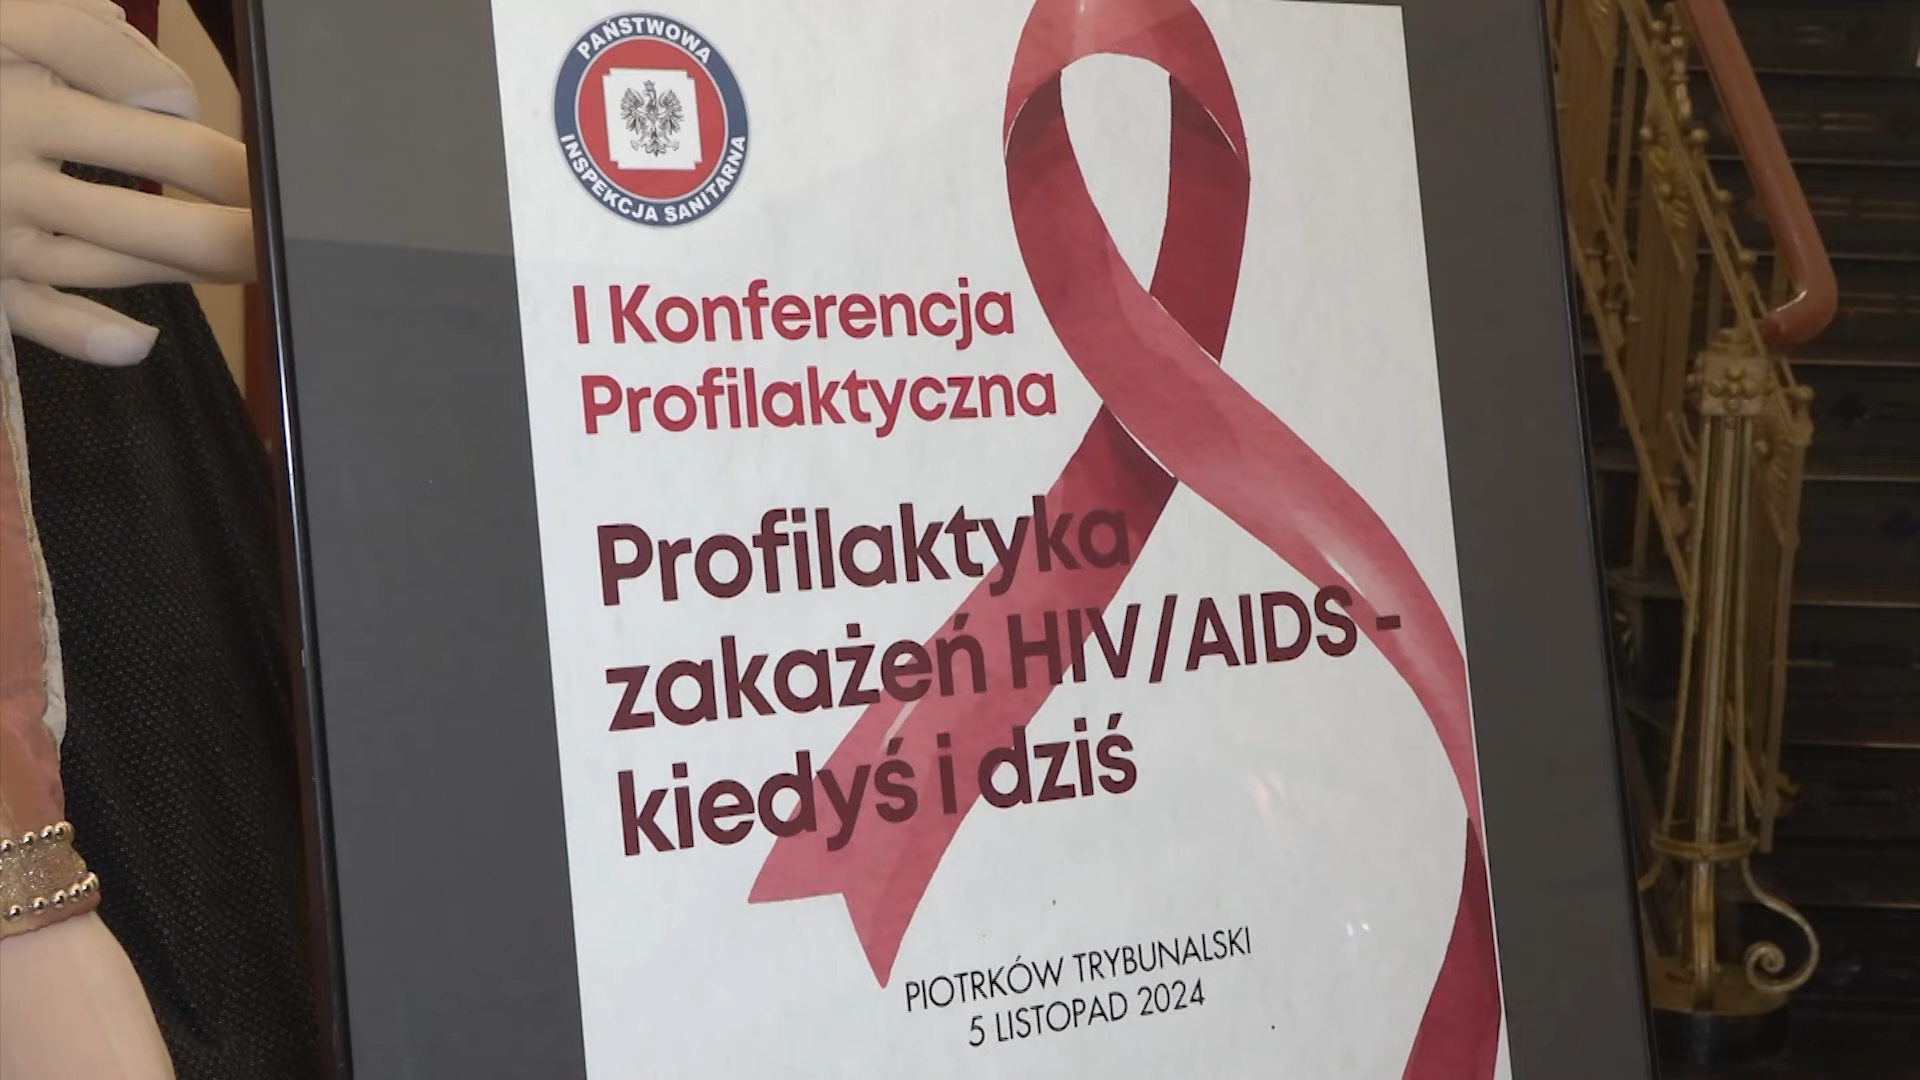 PAŃSTWOWA
INSPEKCJA SANITARNA
I Konferencja
Profilaktyczna
Profilaktyka
zakażeń HIV/AIDS -
kiedyś i dziś
PIOTRKÓW TRYBUNALSKI
5 LISTOPAD 2024